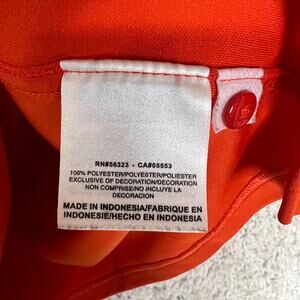 RN#56323 - CA#05553
100% POLYESTER/POLYESTER/POLIESTER
EXCLUSIVE OF DECORATION/DECORATION
NON COMPRISE/NO INCLUYE LA
DECORACION
MADE IN INDONESIA/FABRIQUE EN
INDONESIE/HECHO EN INDONESIA